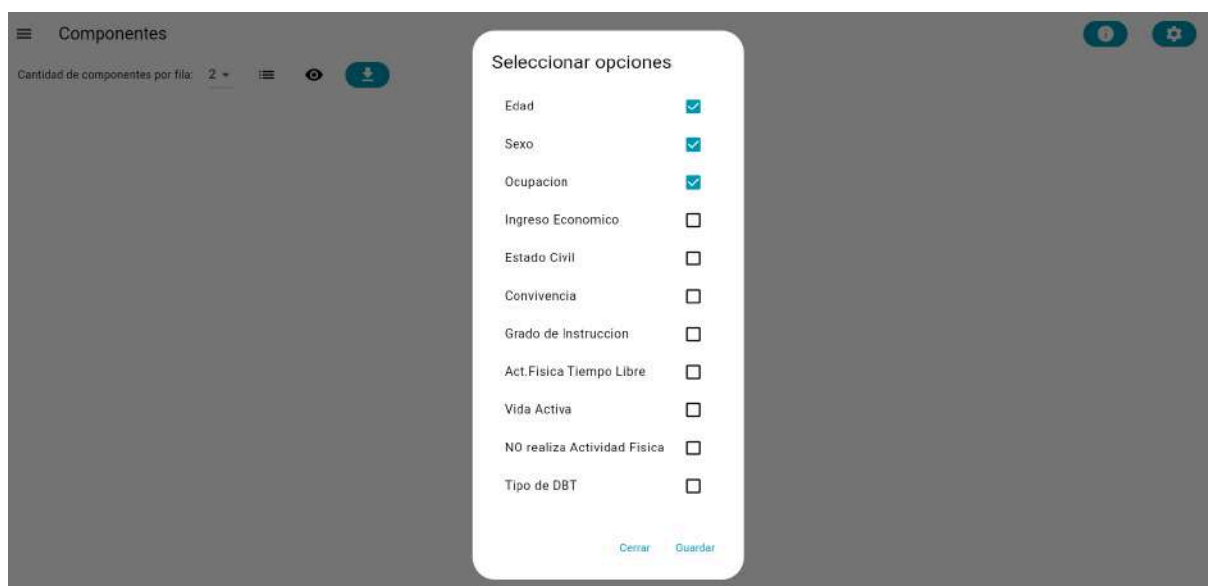 Componentes
Cantidad de componentes por fila: 2
Seleccionar opciones
Edad
Sexo
Ocupacion
Ingreso Economico
Estado Civil
Convivencia
Grado de Instruccion
Act.Fisica Tiempo Libre
Vida Activa
NO realiza Actividad Fisica
Tipo de DBT
Cerrar Guardar